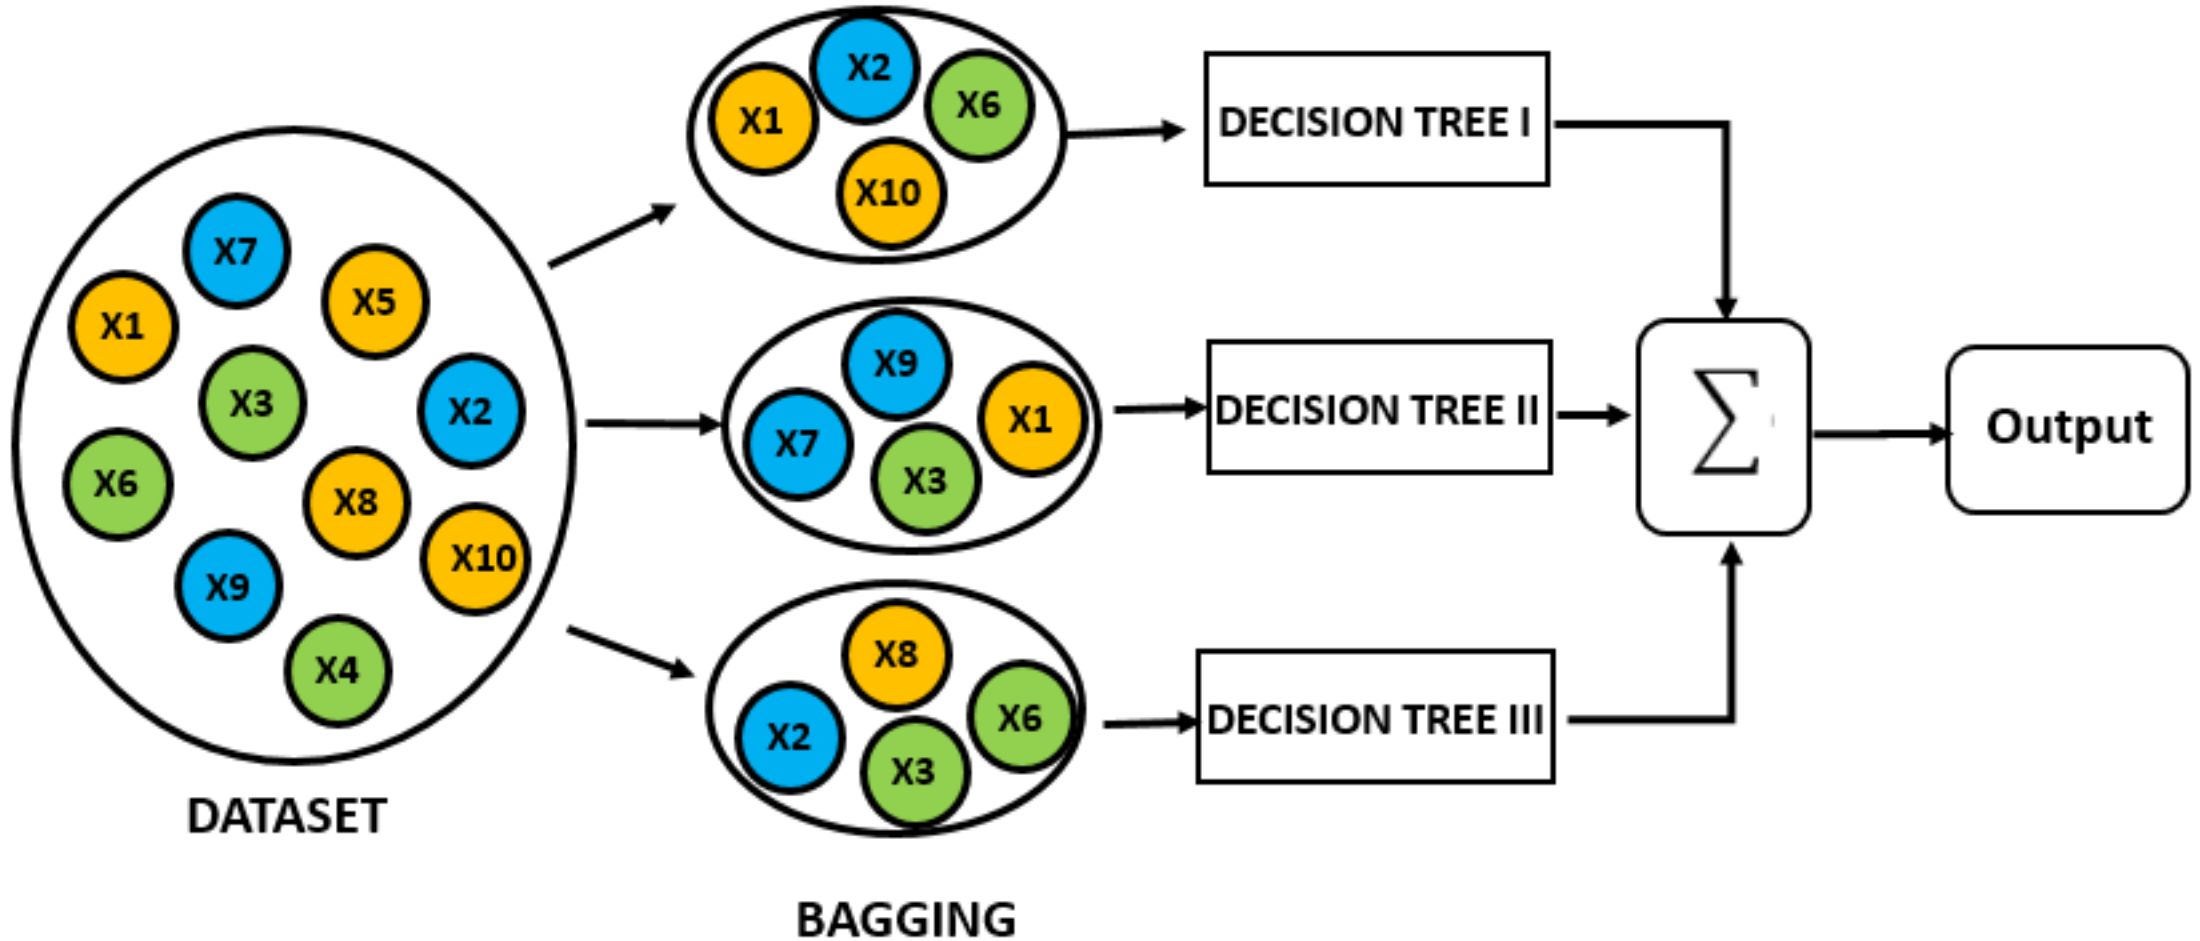 X7
X5
X1
X3
X2
X6
X8
X10
X9
X4
DATASET
X2
X1
X6
X10
X9
X7
X1
X3
X8
X2
X6
X3
BAGGING
DECISION TREE I
DECISION TREE II
DECISION TREE III
∑
Output